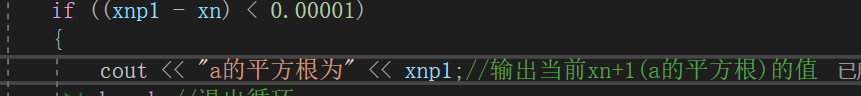 if ((xnp1 - xn) < 0.00001)
{
cout << "a的平方根为" << xnp1;//输出当前xn+1(a的平方根)的值 已